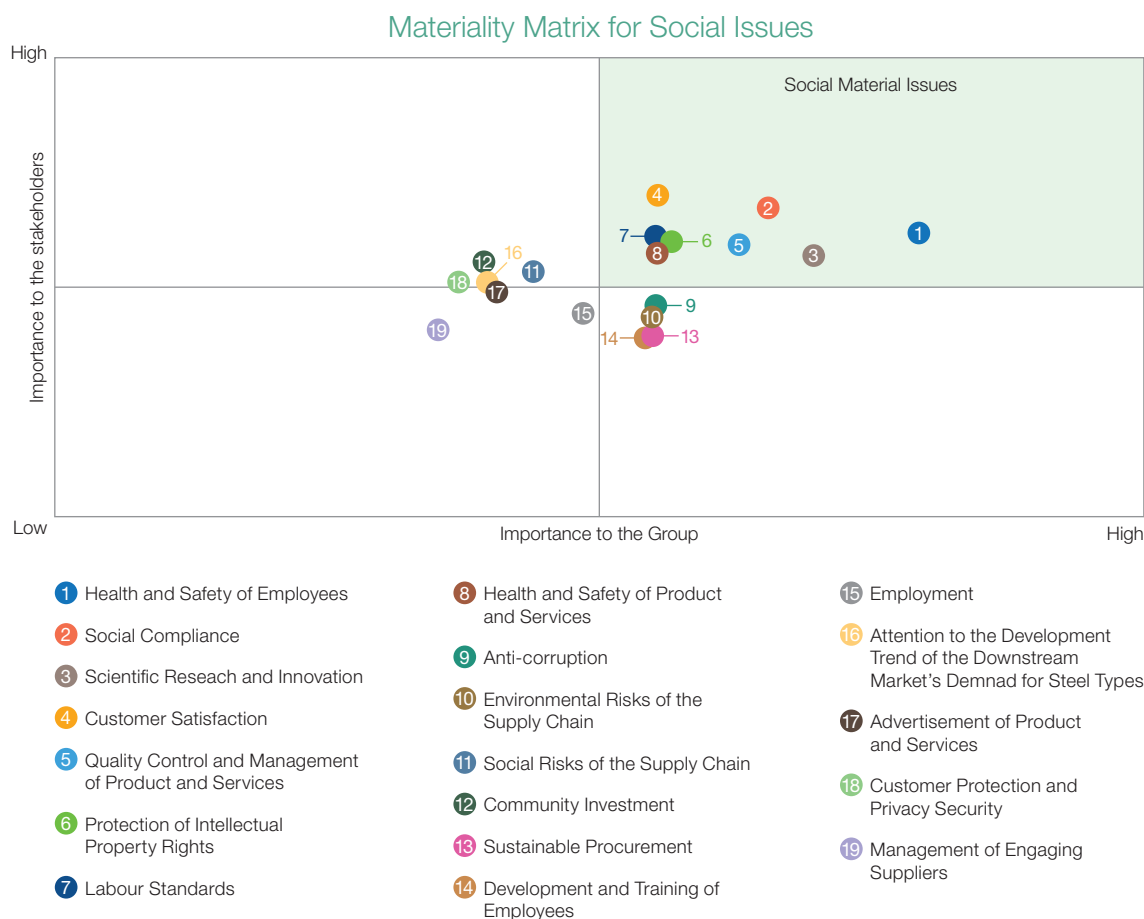 Materiality Matrix for Social Issues
High
Social Material Issues
Importance to the stakeholders
4
2
7
6
1
5
8
3
16
12
11
18
17
9
15
10
19
14
13
Low
Importance to the Group
High
1 Health and Safety of Employees
2 Social Compliance
3 Scientific Reseach and Innovation
4 Customer Satisfaction
5 Quality Control and Management
of Product and Services
6 Protection of Intellectual
Property Rights
7 Labour Standards
8 Health and Safety of Product
and Services
9 Anti-corruption
10 Environmental Risks of the
Supply Chain
11 Social Risks of the Supply Chain
12 Community Investment
13 Sustainable Procurement
14 Development and Training of
Employees
15 Employment
16 Attention to the Development
Trend of the Downstream
Market's Demnad for Steel Types
17 Advertisement of Product
and Services
18 Customer Protection and
Privacy Security
19 Management of Engaging
Suppliers